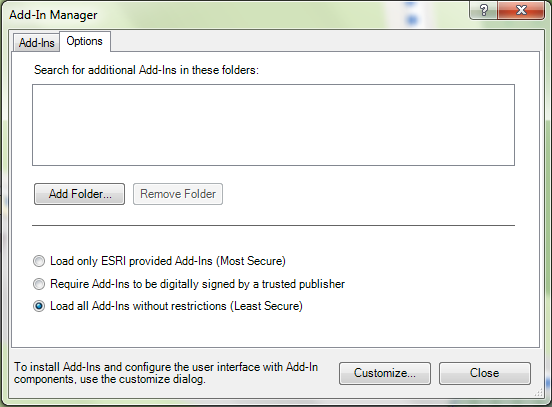 Add-In Manager
Add-Ins
Options
Search for additional Add-Ins in these folders:
Add Folder...
Remove Folder
Load only ESRI provided Add-Ins (Most Secure)
Require Add-Ins to be digitally signed by a trusted publisher
Load all Add-Ins without restrictions (Least Secure)
To install Add-Ins and configure the user interface with Add-In
components, use the customize dialog.
Customize...
Close